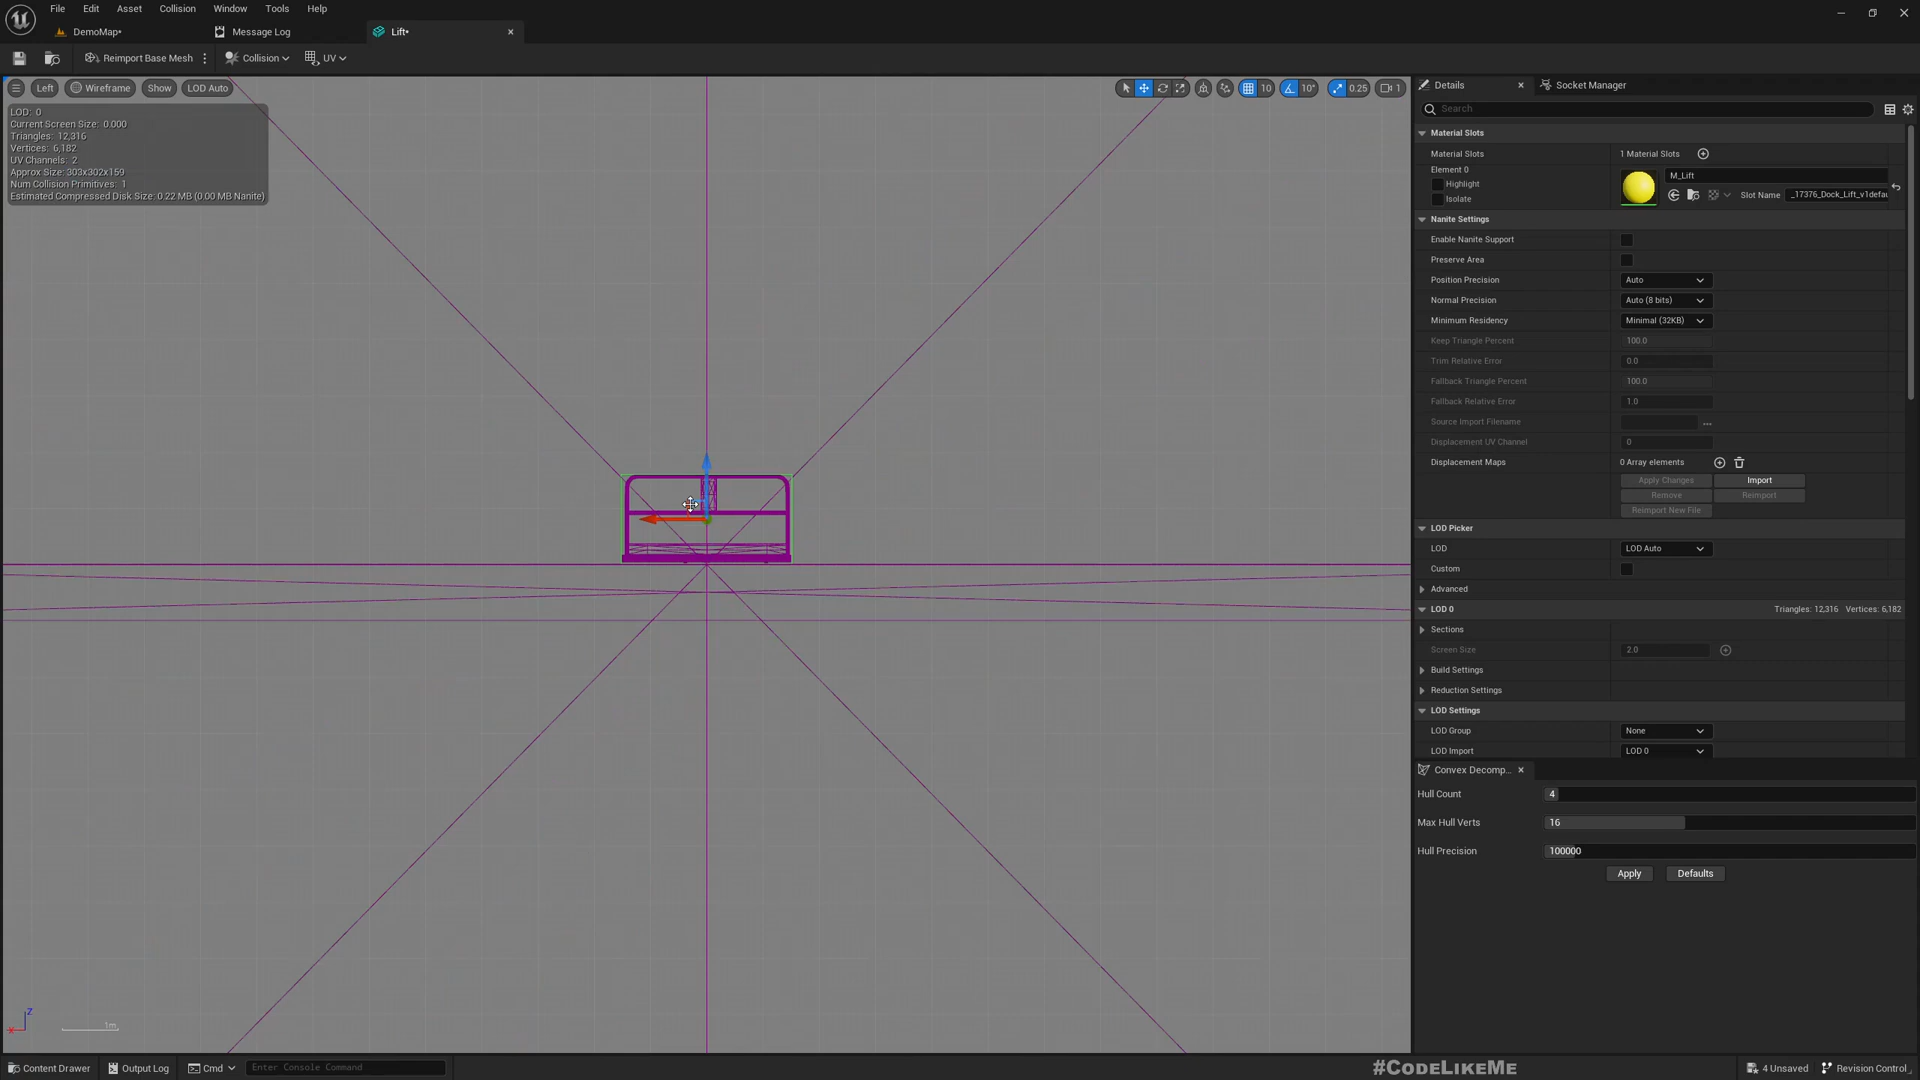 File Edit Asset Collision Window Tools Help
DemoMap* Message Log Lift*
Reimport Base Mesh Collision UV
Left Wireframe Show LOD Auto 10 10° 0.25 1
LOD: 0
Current Screen Size: 0.000
Triangles: 12,316
Vertices: 6,182
UV Channels: 2
Approx Size: 303x302x159
Num Collision Primitives: 1
Estimated Compressed Disk Size: 0.22 MB (0.00 MB Nanite)
Z
X
1m
Details Socket Manager
Search
Material Slots
Material Slots 1 Material Slots
Element 0 M_Lift
Highlight
Isolate Slot Name _17376_Dock_Lift_v1defau
Nanite Settings
Enable Nanite Support
Preserve Area
Position Precision Auto
Normal Precision Auto (8 bits)
Minimum Residency Minimal (32KB)
Keep Triangle Percent 100.0
Trim Relative Error 0.0
Fallback Triangle Percent 100.0
Fallback Relative Error 1.0
Source Import Filename ...
Displacement UV Channel 0
Displacement Maps 0 Array elements
Apply Changes Import
Remove Reimport
Reimport New File
LOD Picker
LOD LOD Auto
Custom
Advanced
LOD 0 Triangles: 12,316 Vertices: 6,182
Sections
Screen Size 2.0
Build Settings
Reduction Settings
LOD Settings
LOD Group None
LOD Import LOD 0
Convex Decomp...
Hull Count 4
Max Hull Verts 16
Hull Precision 100000
Apply Defaults
Content Drawer Output Log Cmd Enter Console Command #CodeLikeMe 4 Unsaved Revision Control